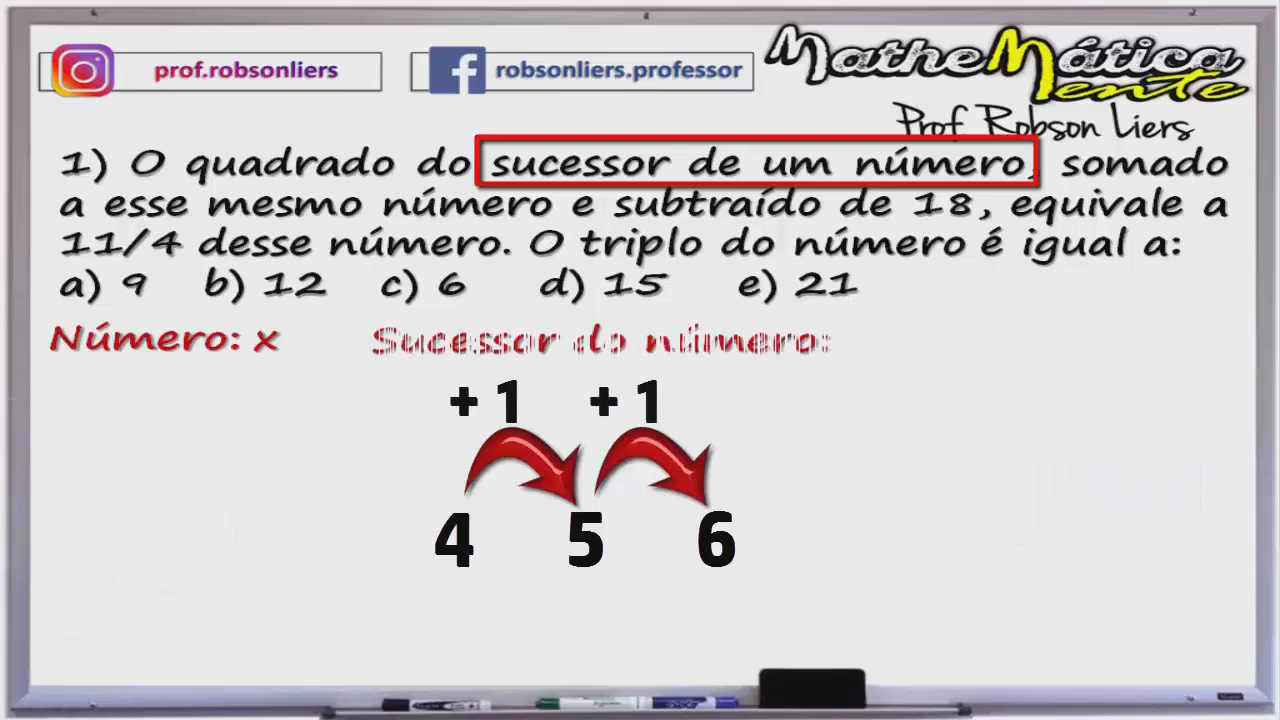 prof.robsonliers
robsonliers.professor
MatheMática
mente
Prof Robson Liers
1) O quadrado do sucessor de um número, somado
a esse mesmo número e subtraído de 18, equivale a
11/4 desse número. O triplo do número é igual a:
a) 9 b) 12 c) 6 d) 15 e) 21
Número: x Sucessor do número:
+ 1 + 1
4 5 6